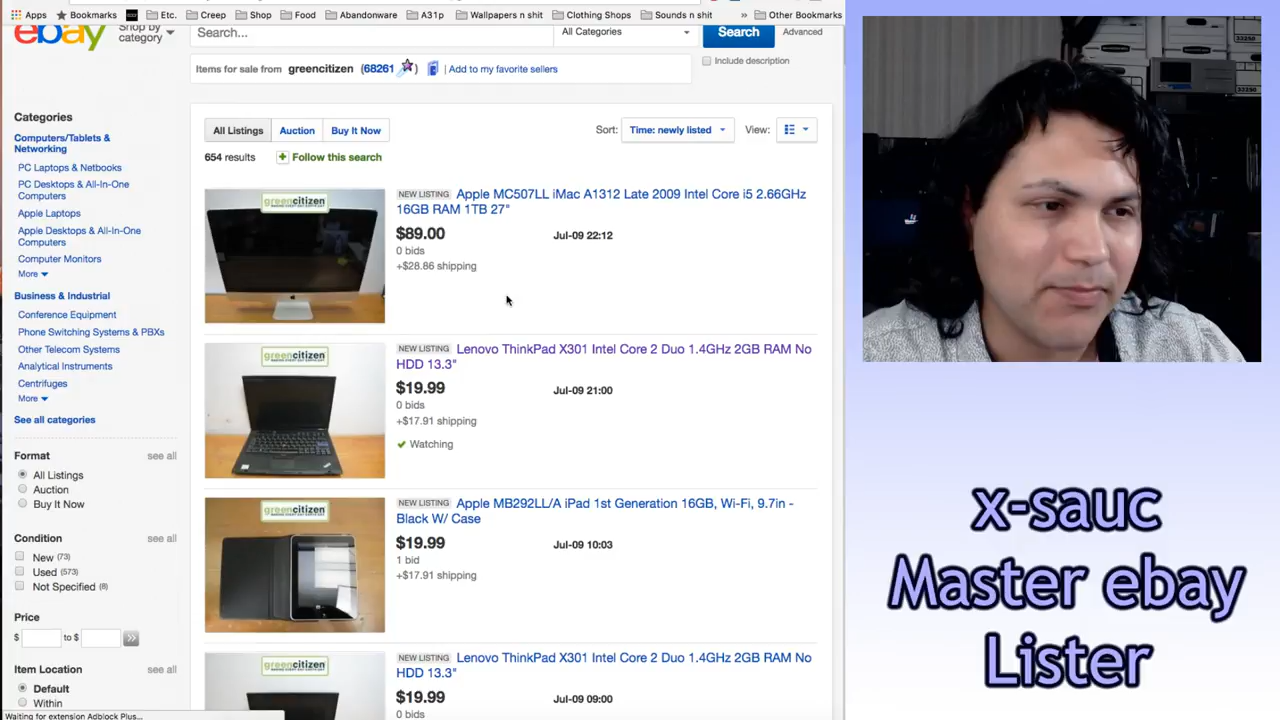 Apps Bookmarks Etc. Creep Shop Food Abandonware A31p Wallpapers n shit Clothing Shops Sounds n shit » Other Bookmarks
ebay Shop by category Search... All Categories Search Advanced
Items for sale from greencitizen (68261) Add to my favorite sellers Include description
Categories
Computers/Tablets & Networking
PC Laptops & Netbooks
PC Desktops & All-In-One Computers
Apple Laptops
Apple Desktops & All-In-One Computers
Computer Monitors
More
Business & Industrial
Conference Equipment
Phone Switching Systems & PBXs
Other Telecom Systems
Analytical Instruments
Centrifuges
More
See all categories
Format see all
All Listings
Auction
Buy It Now
Condition see all
New (73)
Used (573)
Not Specified (8)
Price
$ to $ »
Item Location see all
Default
Within
Waiting for extension Adblock Plus...
All Listings Auction Buy It Now Sort: Time: newly listed View:
654 results Follow this search
greencitizen
NEW LISTING Apple MC507LL iMac A1312 Late 2009 Intel Core i5 2.66GHz
16GB RAM 1TB 27"
$89.00 Jul-09 22:12
0 bids
+$28.86 shipping
greencitizen
NEW LISTING Lenovo ThinkPad X301 Intel Core 2 Duo 1.4GHz 2GB RAM No
HDD 13.3"
$19.99 Jul-09 21:00
0 bids
+$17.91 shipping
Watching
greencitizen
NEW LISTING Apple MB292LL/A iPad 1st Generation 16GB, Wi-Fi, 9.7in -
Black W/ Case
$19.99 Jul-09 10:03
1 bid
+$17.91 shipping
greencitizen
NEW LISTING Lenovo ThinkPad X301 Intel Core 2 Duo 1.4GHz 2GB RAM No
HDD 13.3"
$19.99 Jul-09 09:00
0 bids
x-sauc
Master ebay
Lister